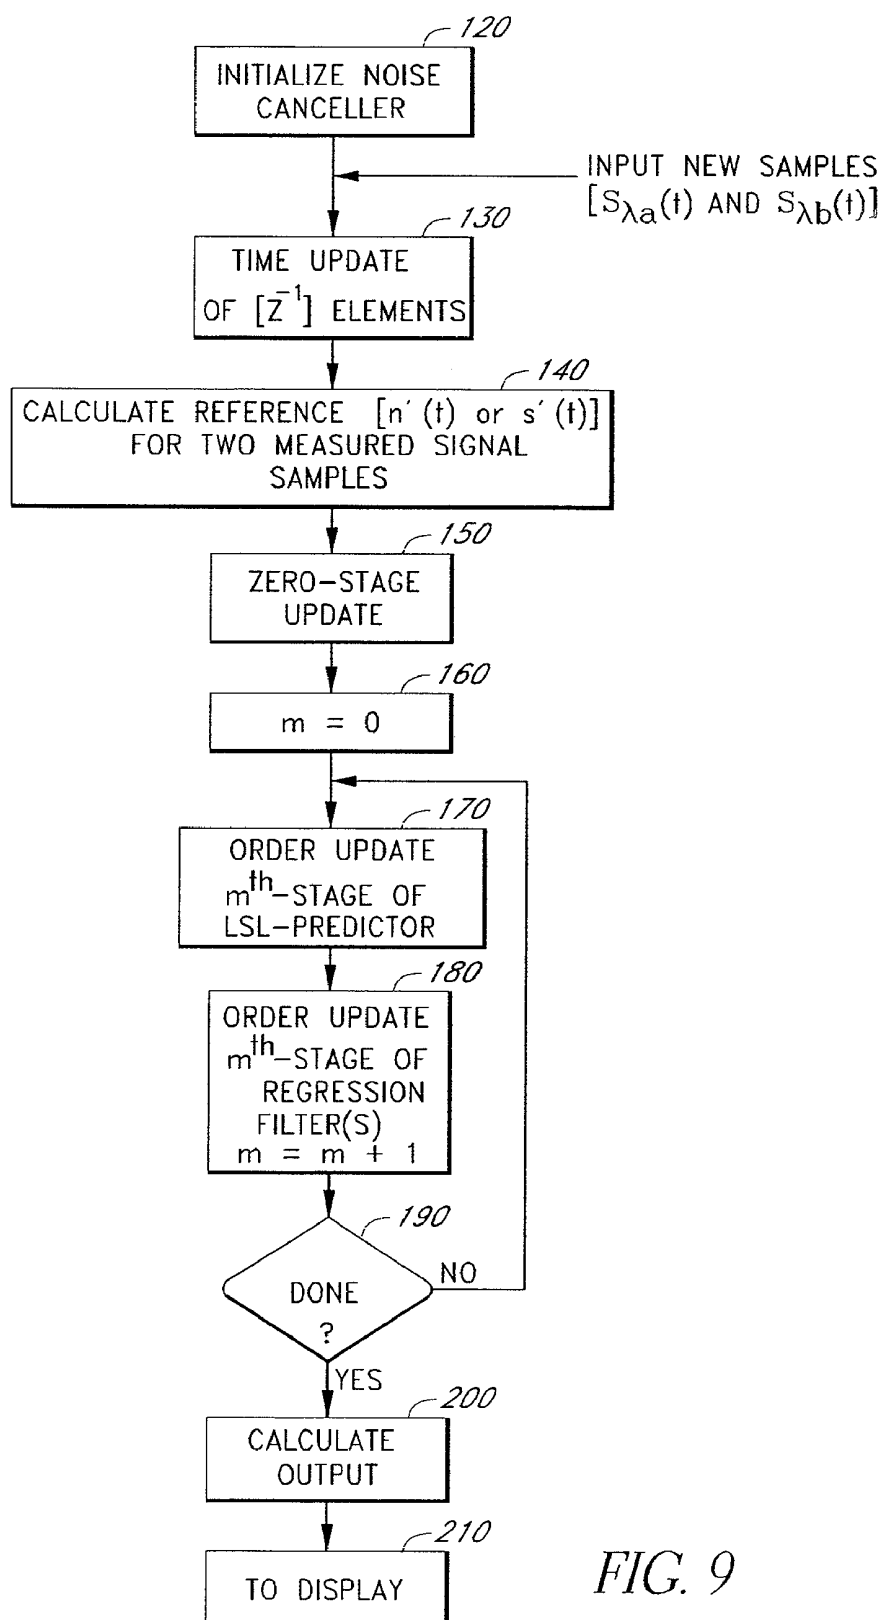 120
INITIALIZE NOISE
CANCELLER
INPUT NEW SAMPLES
[Sλa(t) AND Sλb(t)]
130
TIME UPDATE
OF [Z⁻¹] ELEMENTS
140
CALCULATE REFERENCE [n′(t) or s′(t)]
FOR TWO MEASURED SIGNAL
SAMPLES
150
ZERO-STAGE
UPDATE
160
m = 0
170
ORDER UPDATE
mth-STAGE OF
LSL-PREDICTOR
180
ORDER UPDATE
mth-STAGE OF
REGRESSION
FILTER(S)
m = m + 1
190
DONE
?
NO
YES
200
CALCULATE
OUTPUT
210
TO DISPLAY
FIG. 9